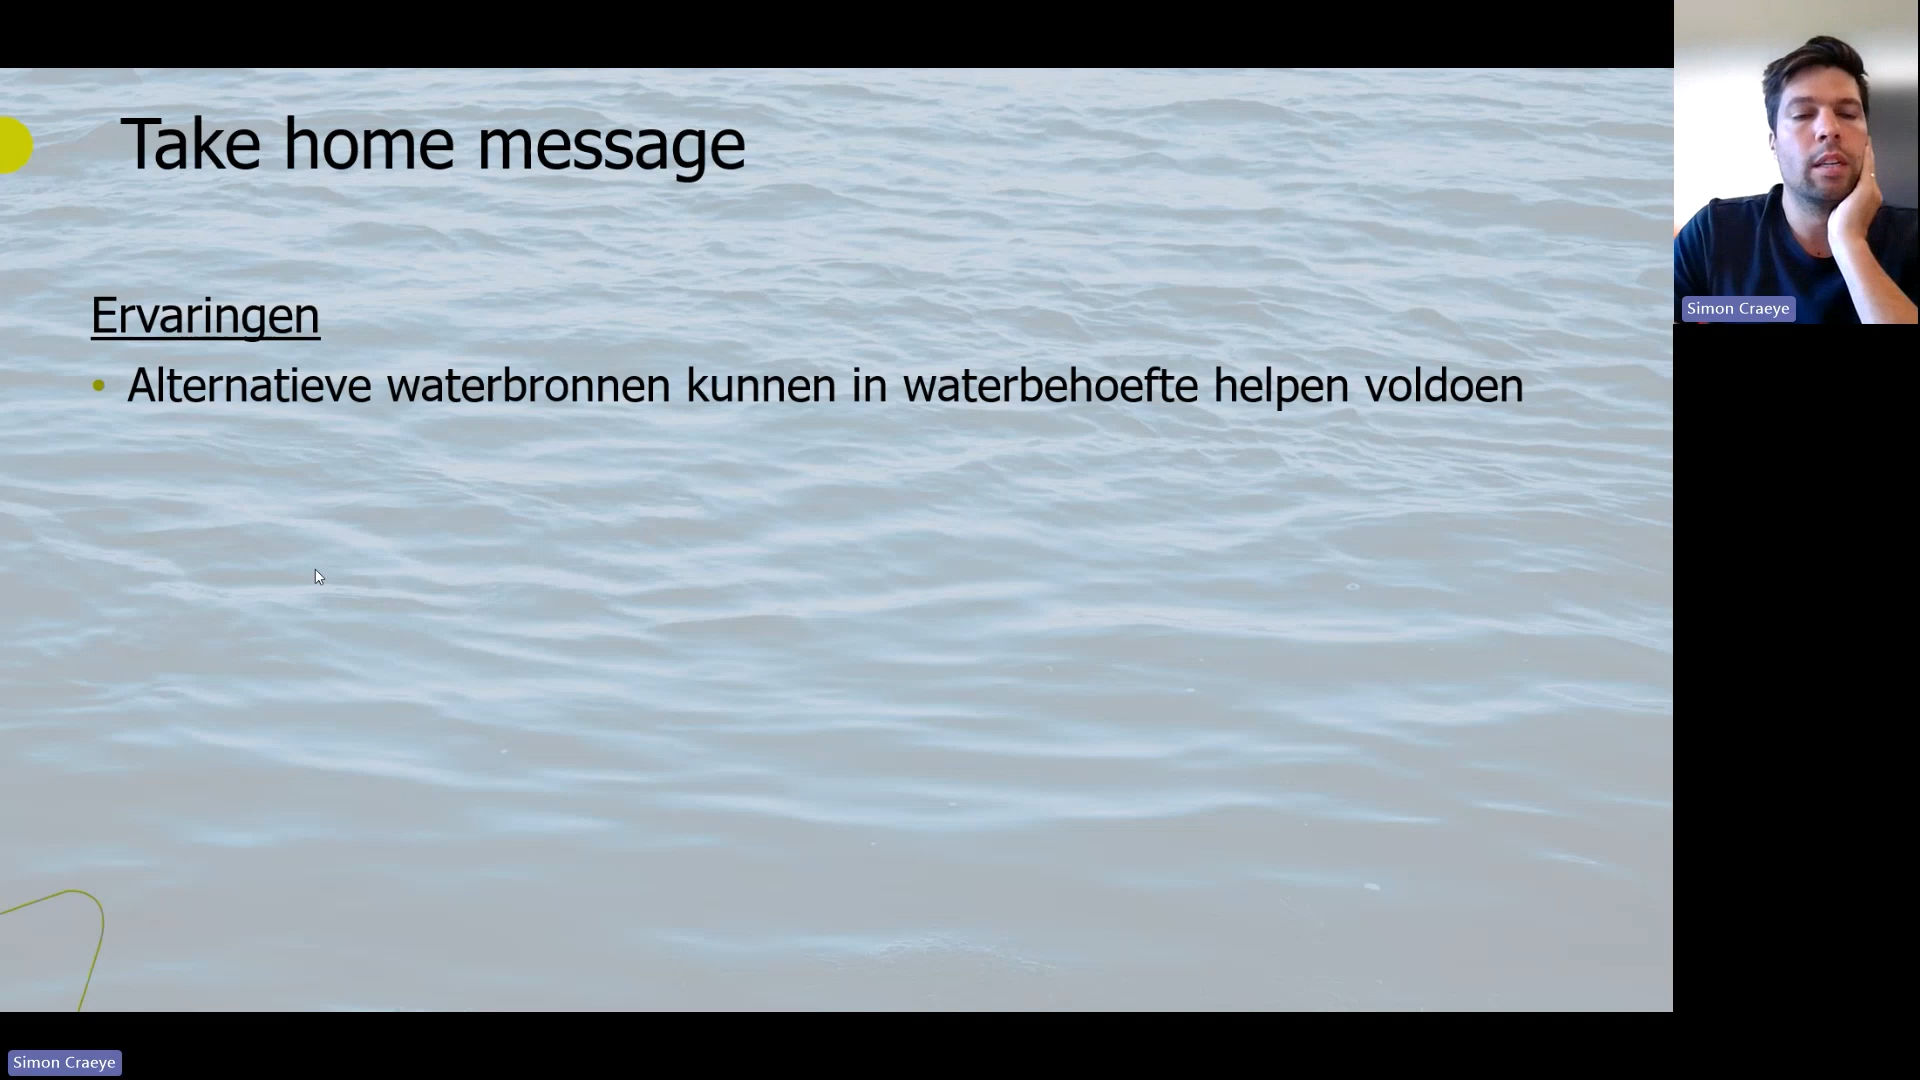 Take home message
Ervaringen
• Alternatieve waterbronnen kunnen in waterbehoefte helpen voldoen
Simon Craeye
Simon Craeye